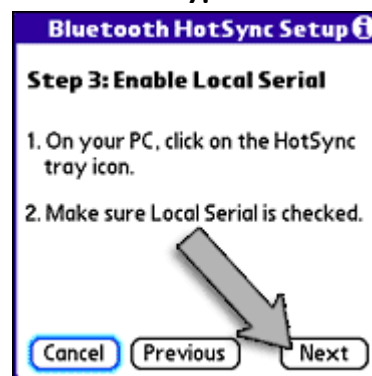 Bluetooth HotSync Setup
Step 3: Enable Local Serial
1. On your PC, click on the HotSync
tray icon.
2. Make sure Local Serial is checked.
Cancel Previous Next